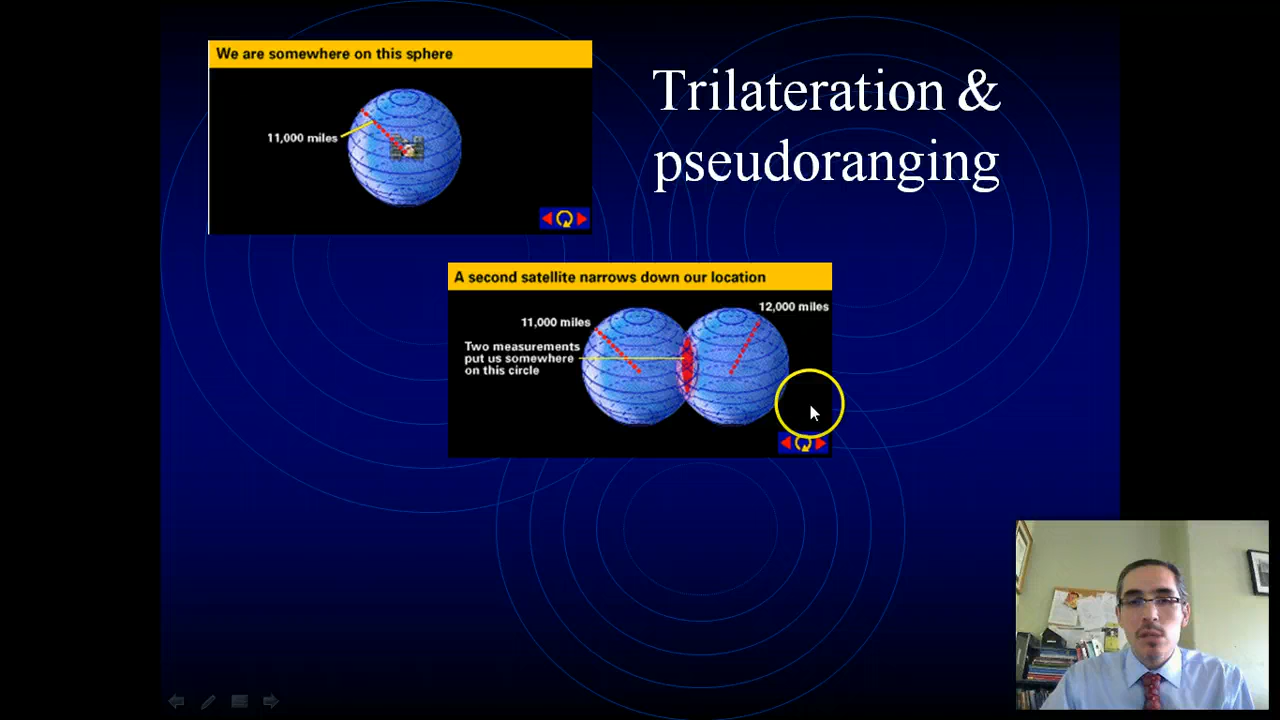 We are somewhere on this sphere
11,000 miles
Trilateration &
pseudoranging
A second satellite narrows down our location
12,000 miles
11,000 miles
Two measurements
put us somewhere
on this circle